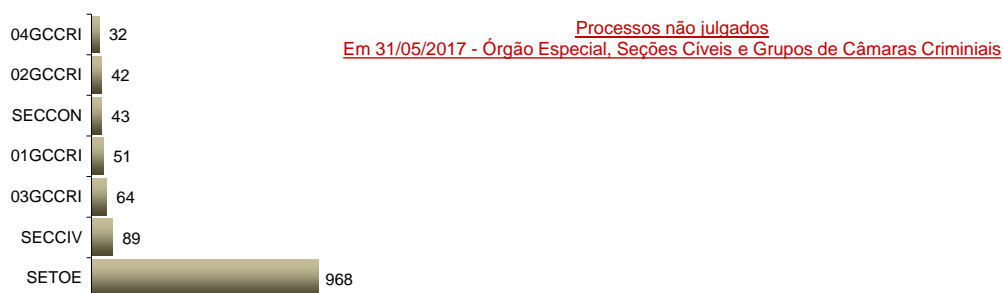 Processos não julgados
Em 31/05/2017 - Órgão Especial, Seções Cíveis e Grupos de Câmaras Criminiais
04GCCRI 32
02GCCRI 42
SECCON 43
01GCCRI 51
03GCCRI 64
SECCIV 89
SETOE 968